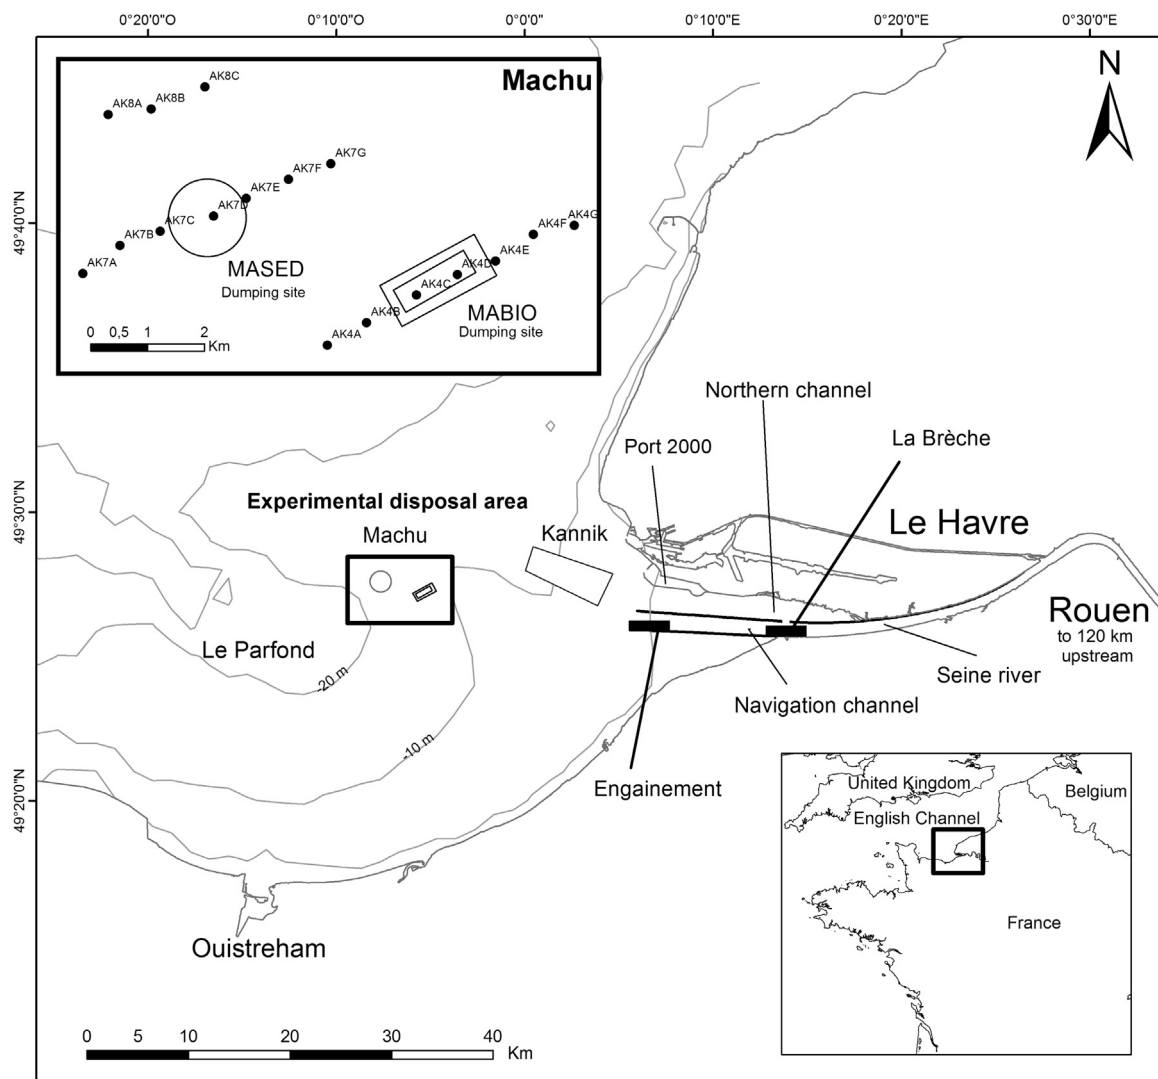 0°20'0"O
0°10'0"O
0°0'0"
0°10'0"E
0°20'0"E
0°30'0"E
Machu
AK8C
AK8B
AK8A
AK7G
AK7F
AK7E
AK7D
AK7C
AK7B
AK7A
AK4G
AK4F
AK4E
AK4D
AK4C
AK4B
AK4A
MASED
Dumping site
MABIO
Dumping site
0 0,5 1 2
Km
N
49°40'0"N
49°30'0"N
49°20'0"N
Northern channel
Port 2000
La Brèche
Experimental disposal area
Machu
Kannik
Le Havre
Rouen
to 120 km
upstream
Le Parfond
-20 m
-10 m
Seine river
Navigation channel
Engainement
Ouistreham
United Kingdom
Belgium
English Channel
France
0 5 10 20 30 40
Km